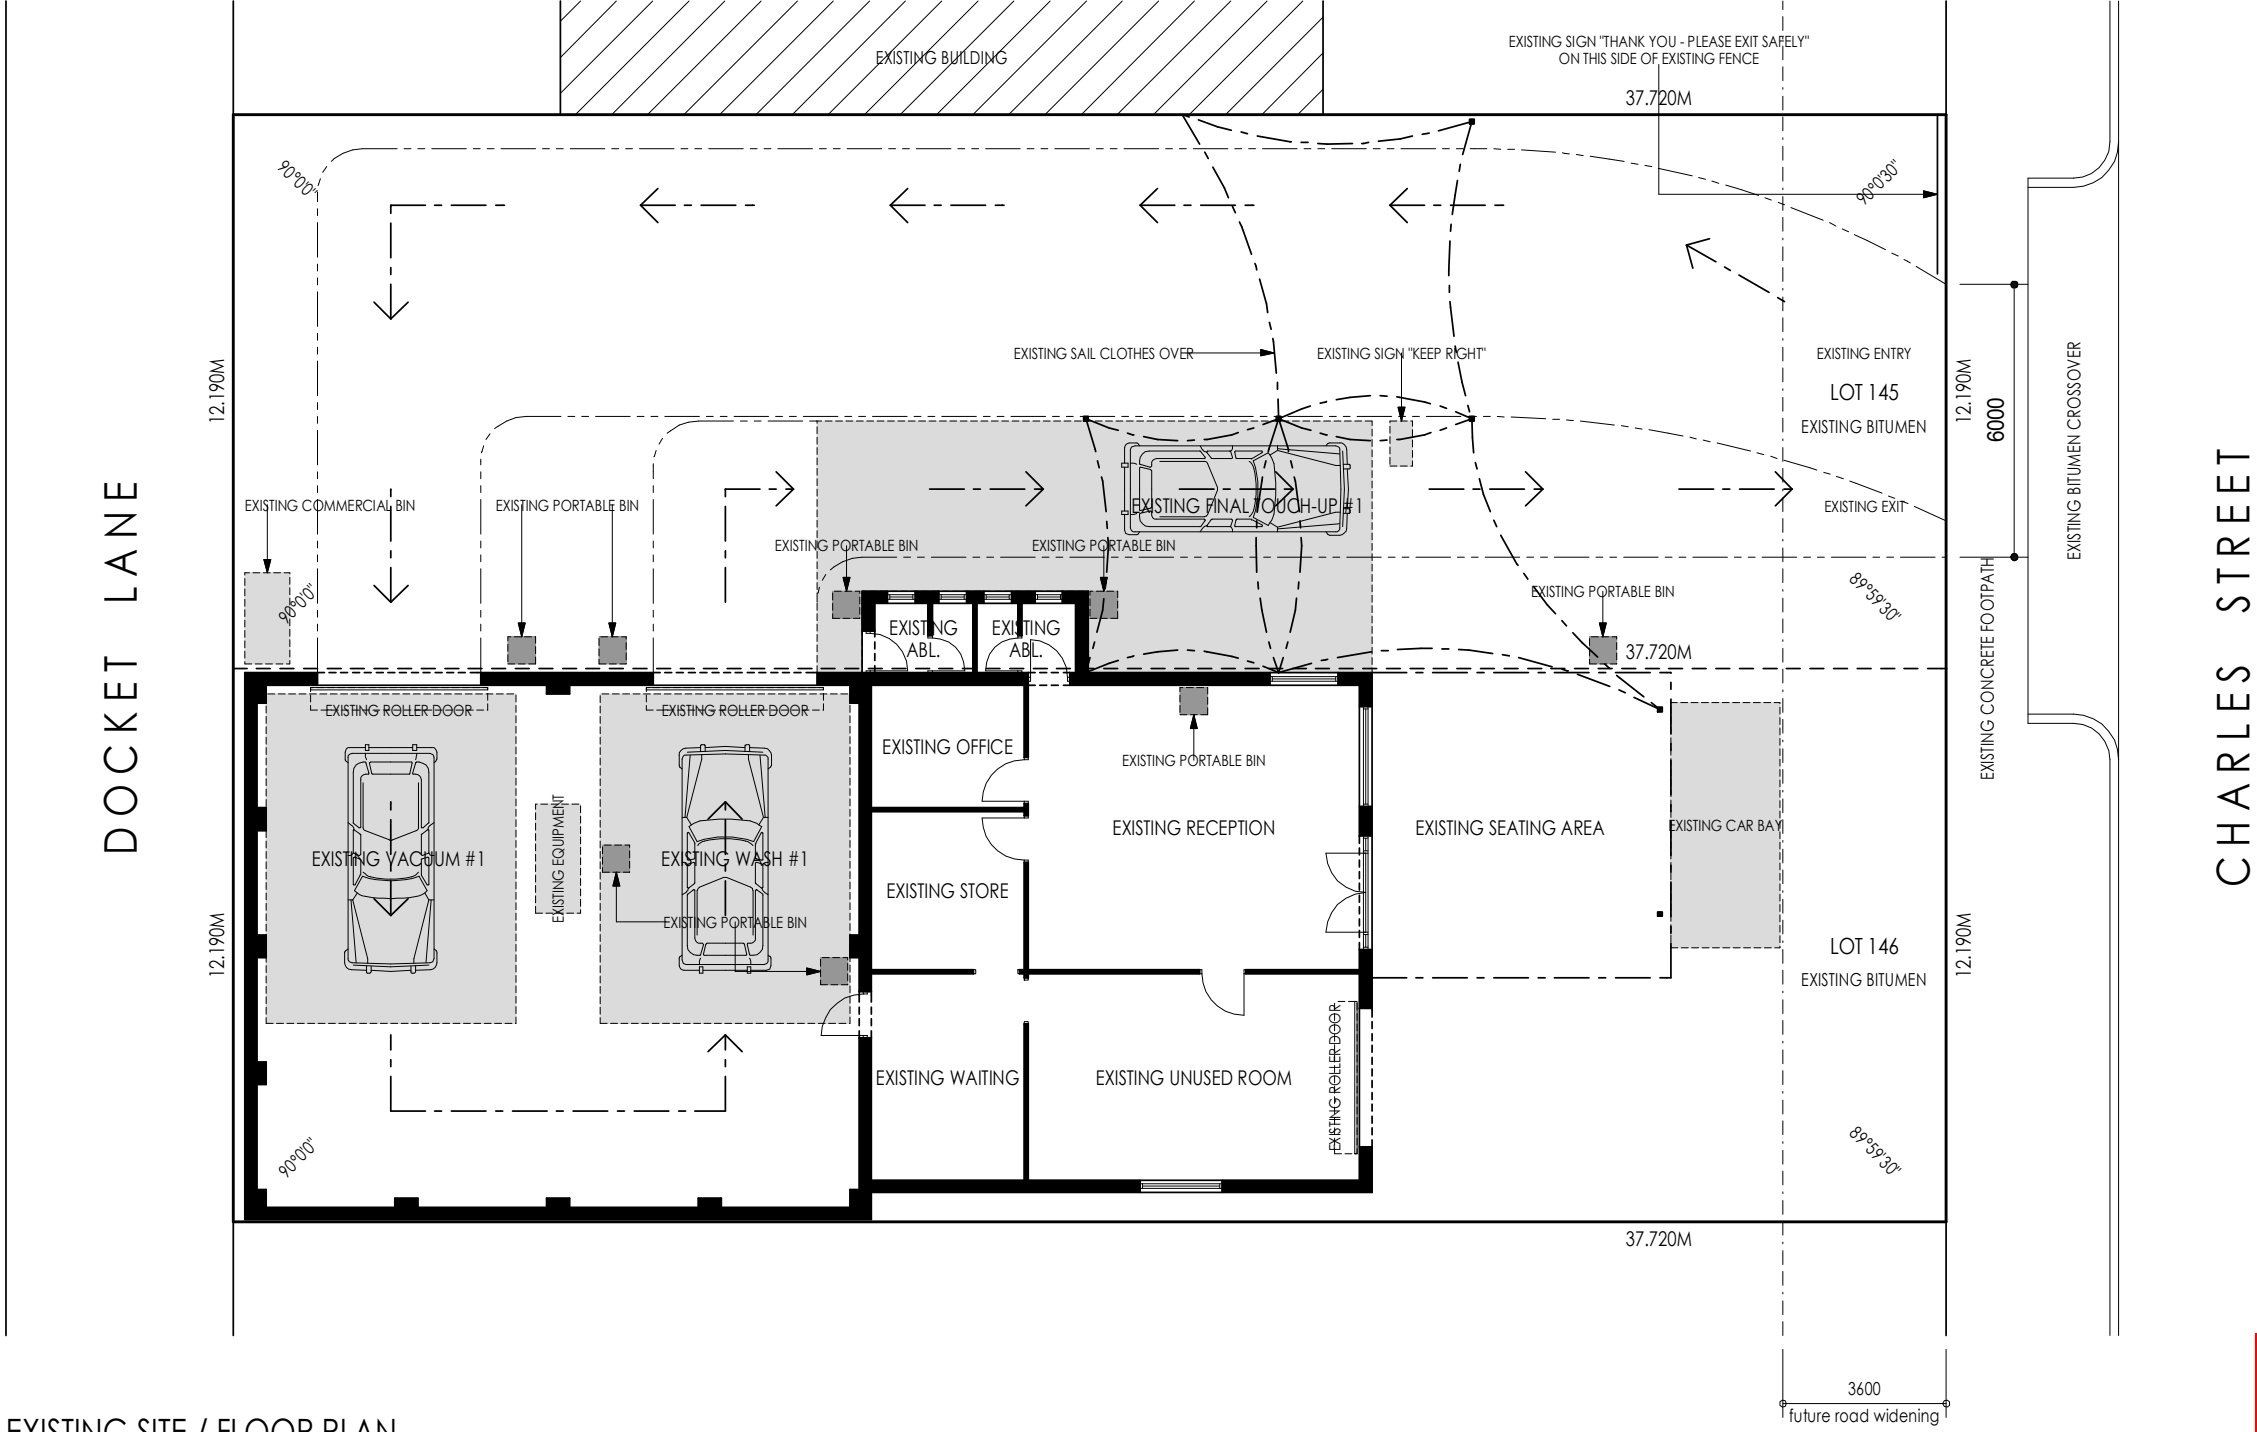 EXISTING BUILDING
EXISTING SIGN "THANK YOU - PLEASE EXIT SAFELY"
ON THIS SIDE OF EXISTING FENCE
37.720M
90°0'0"
90°0'30"
EXISTING SAIL CLOTHES OVER
EXISTING SIGN "KEEP RIGHT"
EXISTING ENTRY
12.190M
LOT 145
12.190M
6000
EXISTING BITUMEN
EXISTING BITUMEN CROSSOVER
DOCKET LANE
CHARLES STREET
EXISTING COMMERCIAL BIN
EXISTING PORTABLE BIN
EXISTING FINAL TOUCH-UP #1
EXISTING EXIT
EXISTING PORTABLE BIN
EXISTING PORTABLE BIN
EXISTING PORTABLE BIN
90°0'0"
89°59'30"
EXISTING
ABL.
EXISTING
ABL.
37.720M
EXISTING CONCRETE FOOTPATH
EXISTING ROLLER DOOR
EXISTING ROLLER DOOR
EXISTING OFFICE
EXISTING PORTABLE BIN
EXISTING RECEPTION
EXISTING SEATING AREA
EXISTING CAR BAY
EXISTING VACUUM #1
EXISTING EQUIPMENT
EXISTING WASH #1
EXISTING STORE
EXISTING PORTABLE BIN
12.190M
LOT 146
12.190M
EXISTING BITUMEN
EXISTING WAITING
EXISTING UNUSED ROOM
EXISTING ROLLER DOOR
90°0'0"
89°59'30"
37.720M
3600
future road widening
EXISTING SITE / FLOOR PLAN